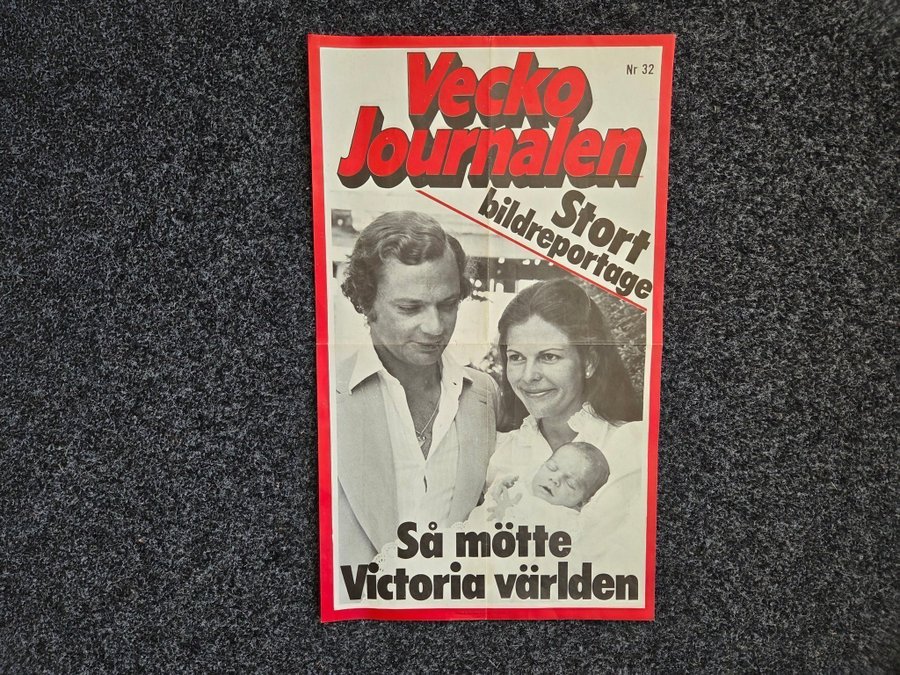 Vecko
Journalen
Nr 32
Stort
bildreportage
Så mötte
Victoria världen